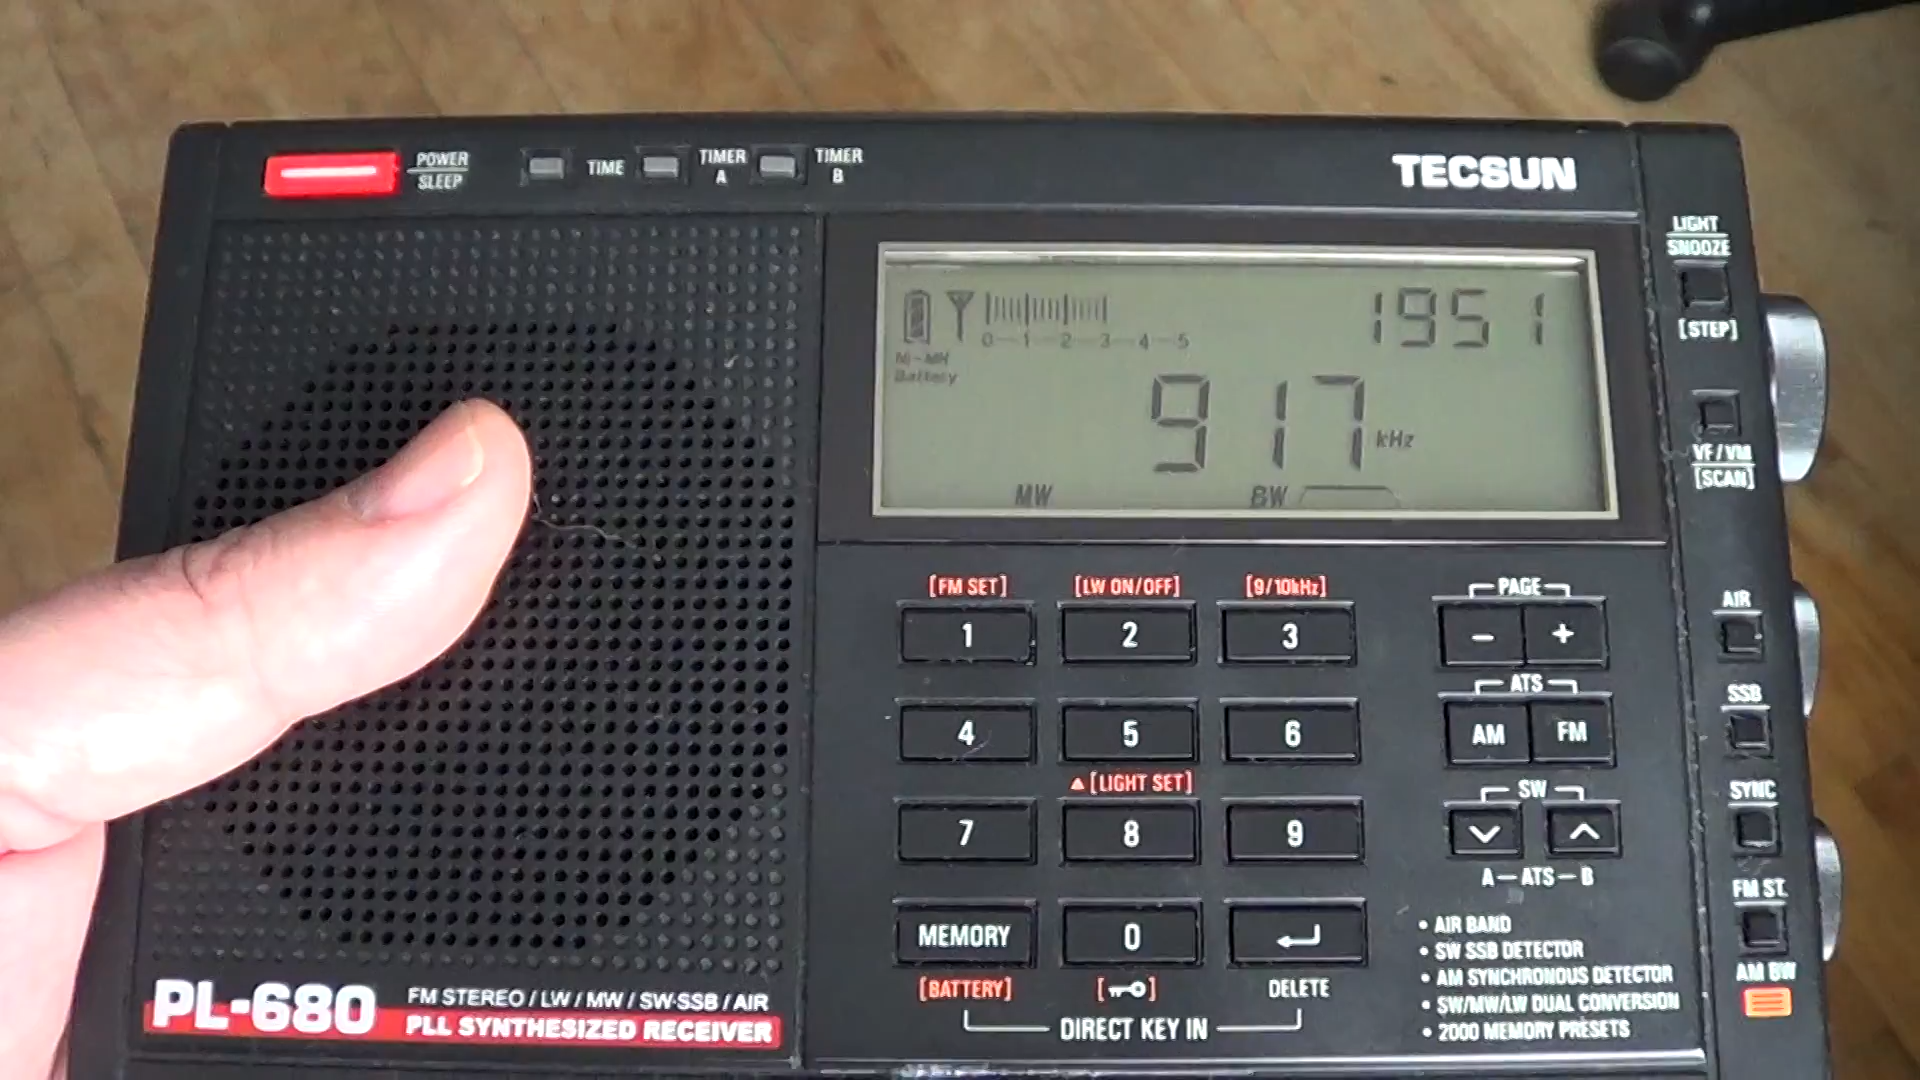 POWER
SLEEP
TIME
TIMER
A
TIMER
B
TECSUN
LIGHT
SNOOZE
[STEP]
1951
0-1-2-3-4-5
Ni-MH
Battery
917 kHz
MW BW
VF/VM
[SCAN]
[FM SET] [LW ON/OFF] [9/10kHz]
1 2 3
PAGE
- +
AIR
ATS
AM FM
4 5 6
SSB
▲[LIGHT SET]
7 8 9
SW
A-ATS-B
SYNC
FM ST.
AM BW
MEMORY 0
[BATTERY] DELETE
DIRECT KEY IN
• AIR BAND
• SW SSB DETECTOR
• AM SYNCHRONOUS DETECTOR
• SW/MW/LW DUAL CONVERSION
• 2000 MEMORY PRESETS
PL-680
FM STEREO / LW / MW / SW-SSB / AIR
PLL SYNTHESIZED RECEIVER